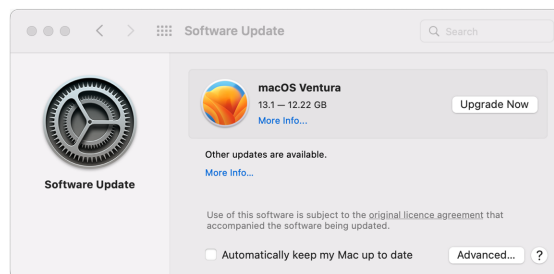 Software Update
Search
macOS Ventura
13.1 — 12.22 GB
Upgrade Now
More Info...
Software Update
Other updates are available.
More Info...
Use of this software is subject to the original licence agreement that
accompanied the software being updated.
Automatically keep my Mac up to date
Advanced...
?